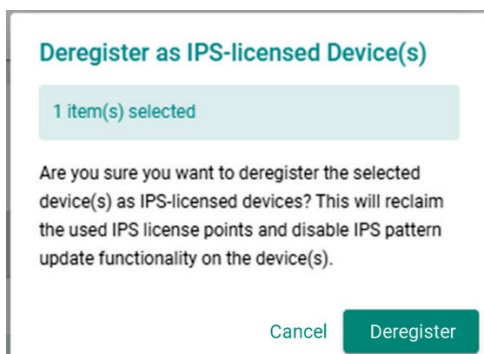 Deregister as IPS-licensed Device(s)
1 item(s) selected
Are you sure you want to deregister the selected
device(s) as IPS-licensed devices? This will reclaim
the used IPS license points and disable IPS pattern
update functionality on the device(s).
Cancel Deregister